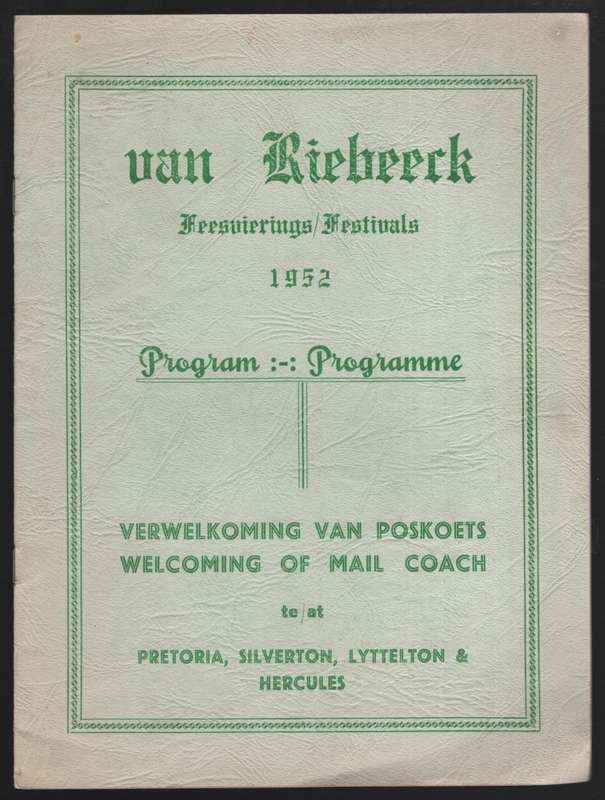 van Riebeeck
Feesvierings/Festivals
1952
Program :-: Programme
VERWELKOMING VAN POSKOETS
WELCOMING OF MAIL COACH
te/at
PRETORIA, SILVERTON, LYTTELTON &
HERCULES